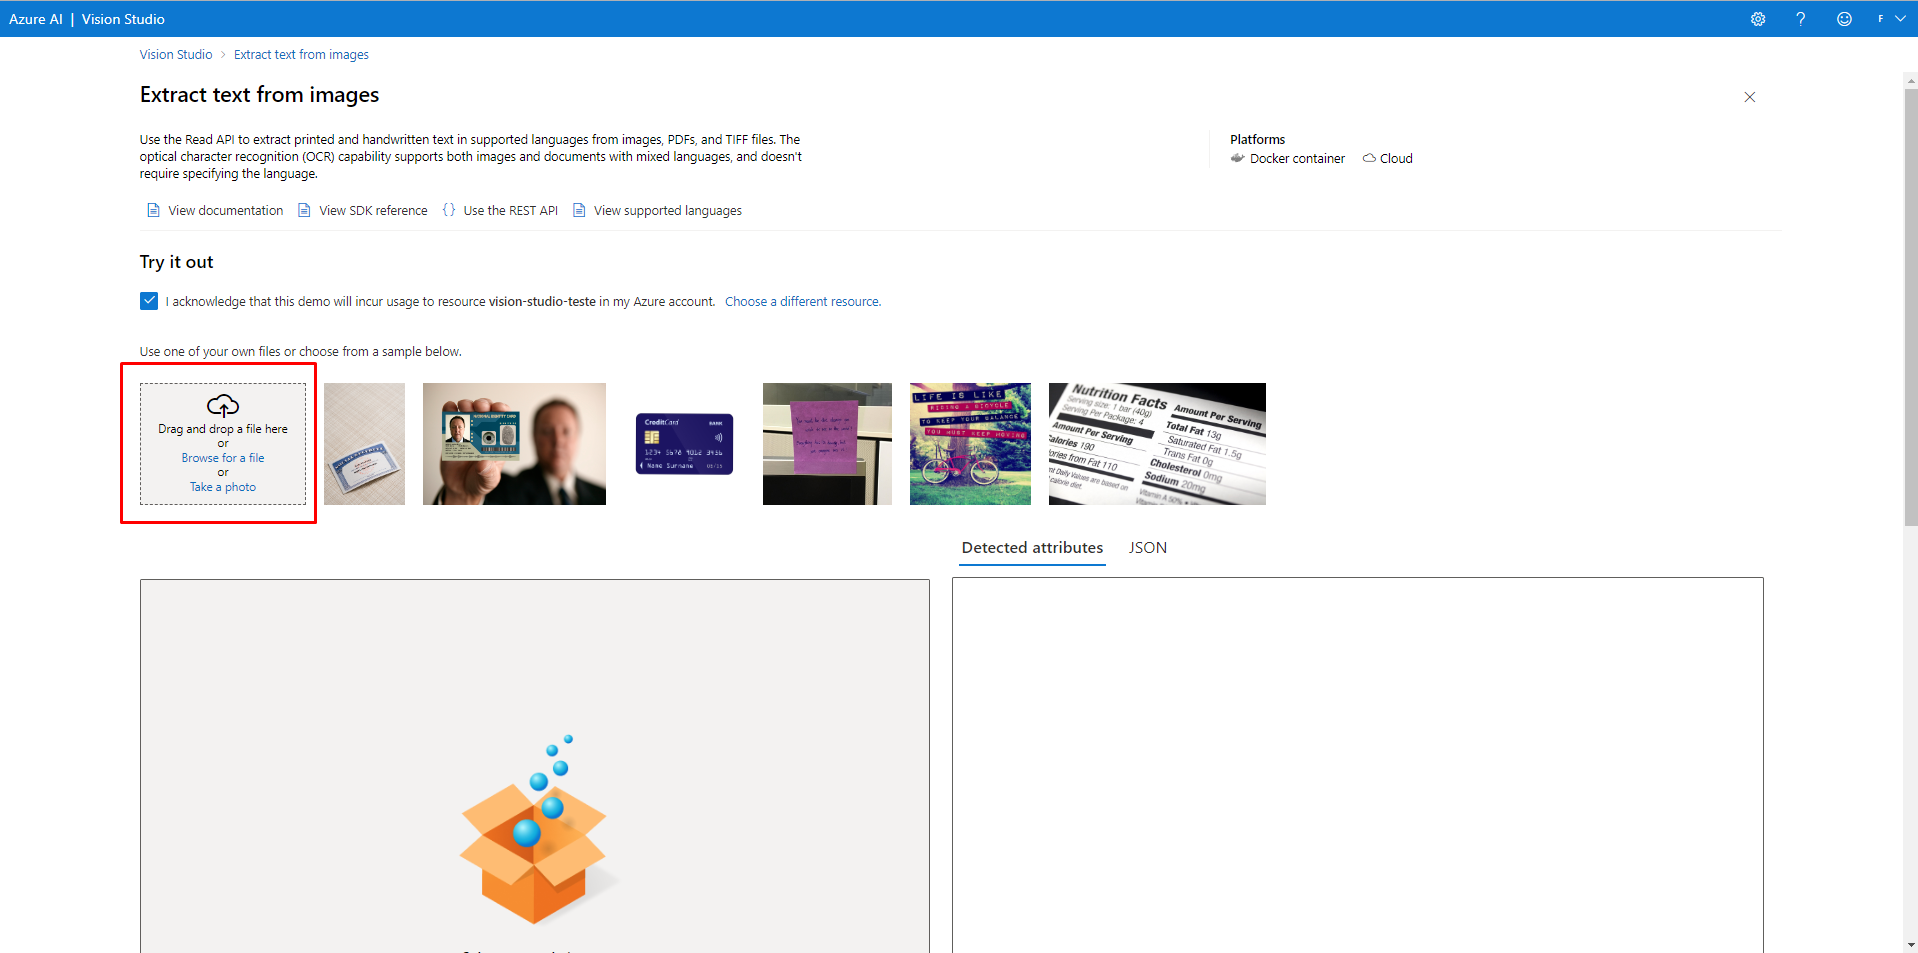 Azure AI | Vision Studio
F
Vision Studio > Extract text from images
Extract text from images
Use the Read API to extract printed and handwritten text in supported languages from images, PDFs, and TIFF files. The
optical character recognition (OCR) capability supports both images and documents with mixed languages, and doesn't
require specifying the language.
Platforms
Docker container Cloud
View documentation View SDK reference {} Use the REST API View supported languages
Try it out
I acknowledge that this demo will incur usage to resource vision-studio-teste in my Azure account. Choose a different resource.
Use one of your own files or choose from a sample below.
Drag and drop a file here
or
Browse for a file
or
Take a photo
CreditCard BANK
1234 5678 9012 3456
Name Surname
LIFE IS LIKE
RIDING A BICYCLE
TO KEEP YOUR BALANCE
YOU MUST KEEP MOVING
Nutrition Facts
Serving size: 1 bar (40g)
Serving Per Package: 4
Amount Per Serving
Calories 190
ories from Fat 110
nt Daily Values are based on
calorie diet.
Amount Per Serving
Total Fat 13g
Saturated Fat 1.5g
Trans Fat 0g
Cholesterol 0mg
Sodium 20mg
Vitamin A 50%
Detected attributes JSON